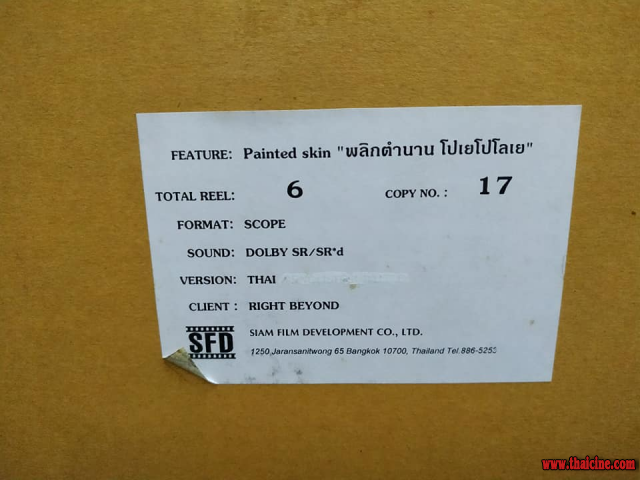 FEATURE: Painted skin "พลิกตำนาน โปเยโปโลเย"
TOTAL REEL: 6 COPY NO. : 17
FORMAT: SCOPE
SOUND: DOLBY SR/SR*d
VERSION: THAI
CLIENT : RIGHT BEYOND
SFD SIAM FILM DEVELOPMENT CO., LTD.
1250 Jaransanitwong 65 Bangkok 10700, Thailand Tel.886-5255
www.thaicine.com